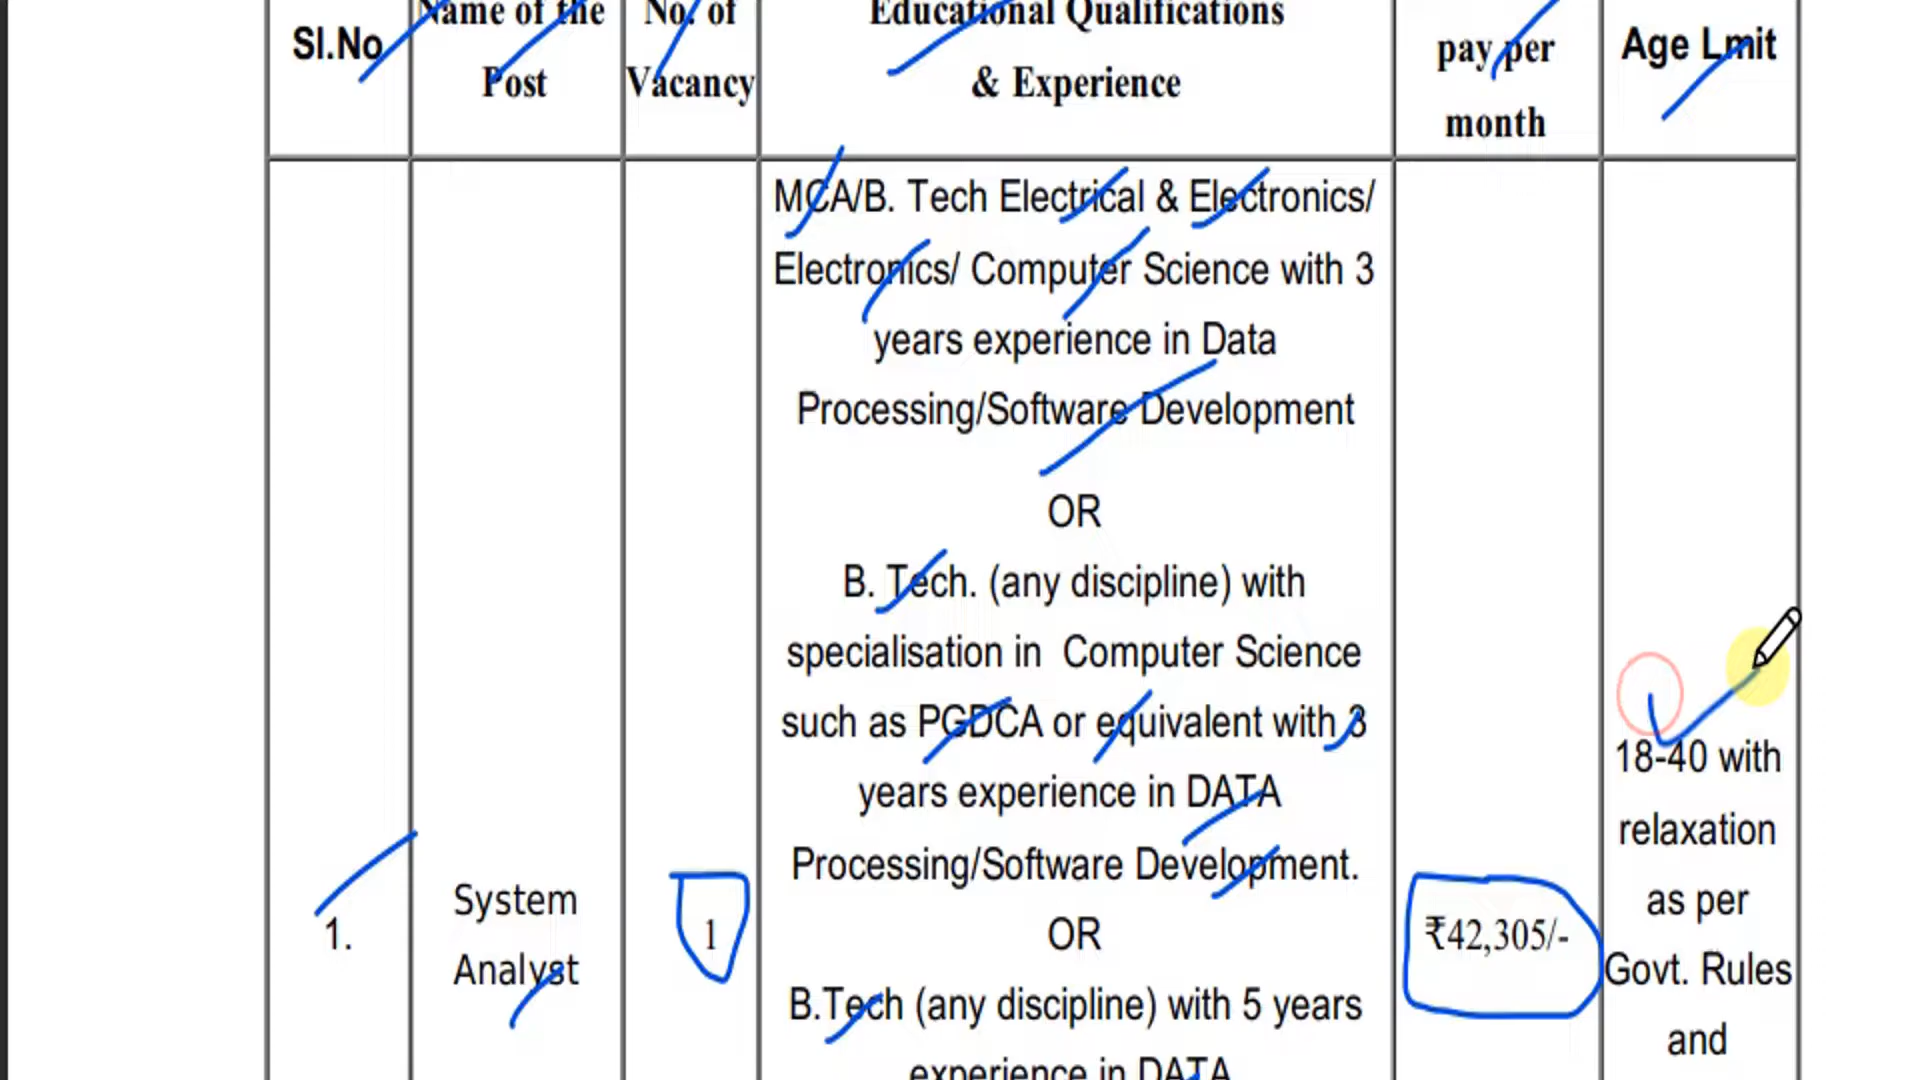 Sl.No
Name of the
Post
No. of
Vacancy
Educational Qualifications
& Experience
pay per
month
Age Lmit
1.
System
Analyst
1
MCA/B. Tech Electrical & Electronics/
Electronics/ Computer Science with 3
years experience in Data
Processing/Software Development
OR
B. Tech. (any discipline) with
specialisation in Computer Science
such as PGDCA or equivalent with 3
years experience in DATA
Processing/Software Development.
OR
B.Tech (any discipline) with 5 years
experience in DATA
₹42,305/-
18-40 with
relaxation
as per
Govt. Rules
and